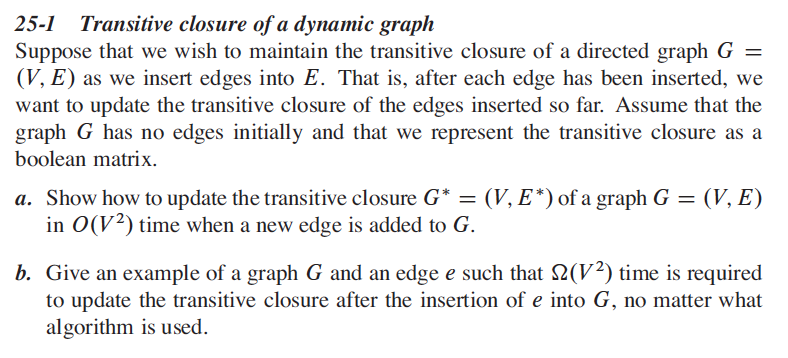 25-1 Transitive closure of a dynamic graph
Suppose that we wish to maintain the transitive closure of a directed graph G =
(V, E) as we insert edges into E. That is, after each edge has been inserted, we
want to update the transitive closure of the edges inserted so far. Assume that the
graph G has no edges initially and that we represent the transitive closure as a
boolean matrix.
a. Show how to update the transitive closure G* = (V, E*) of a graph G = (V, E)
in O(V²) time when a new edge is added to G.
b. Give an example of a graph G and an edge e such that Ω(V²) time is required
to update the transitive closure after the insertion of e into G, no matter what
algorithm is used.